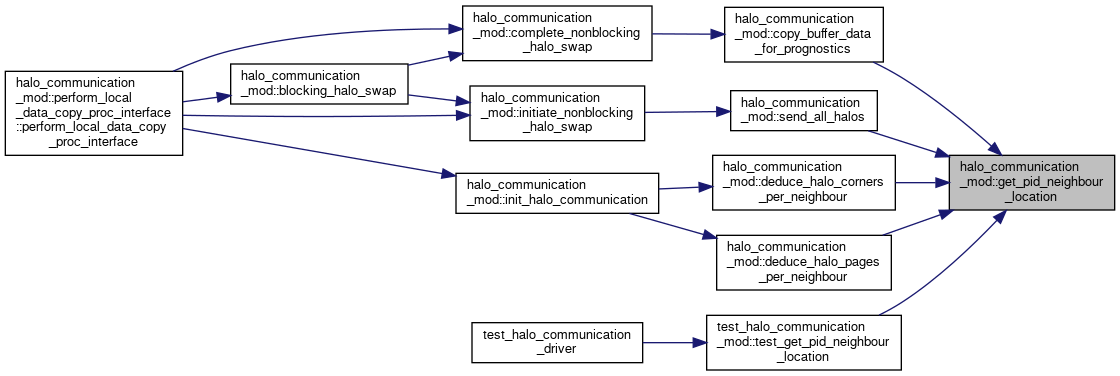 halo_communication
_mod::perform_local
_data_copy_proc_interface
::perform_local_data_copy
_proc_interface
halo_communication
_mod::blocking_halo_swap
halo_communication
_mod::complete_nonblocking
_halo_swap
halo_communication
_mod::initiate_nonblocking
_halo_swap
halo_communication
_mod::init_halo_communication
test_halo_communication
_driver
halo_communication
_mod::copy_buffer_data
_for_prognostics
halo_communication
_mod::send_all_halos
halo_communication
_mod::deduce_halo_corners
_per_neighbour
halo_communication
_mod::deduce_halo_pages
_per_neighbour
test_halo_communication
_mod::test_get_pid_neighbour
_location
halo_communication
_mod::get_pid_neighbour
_location